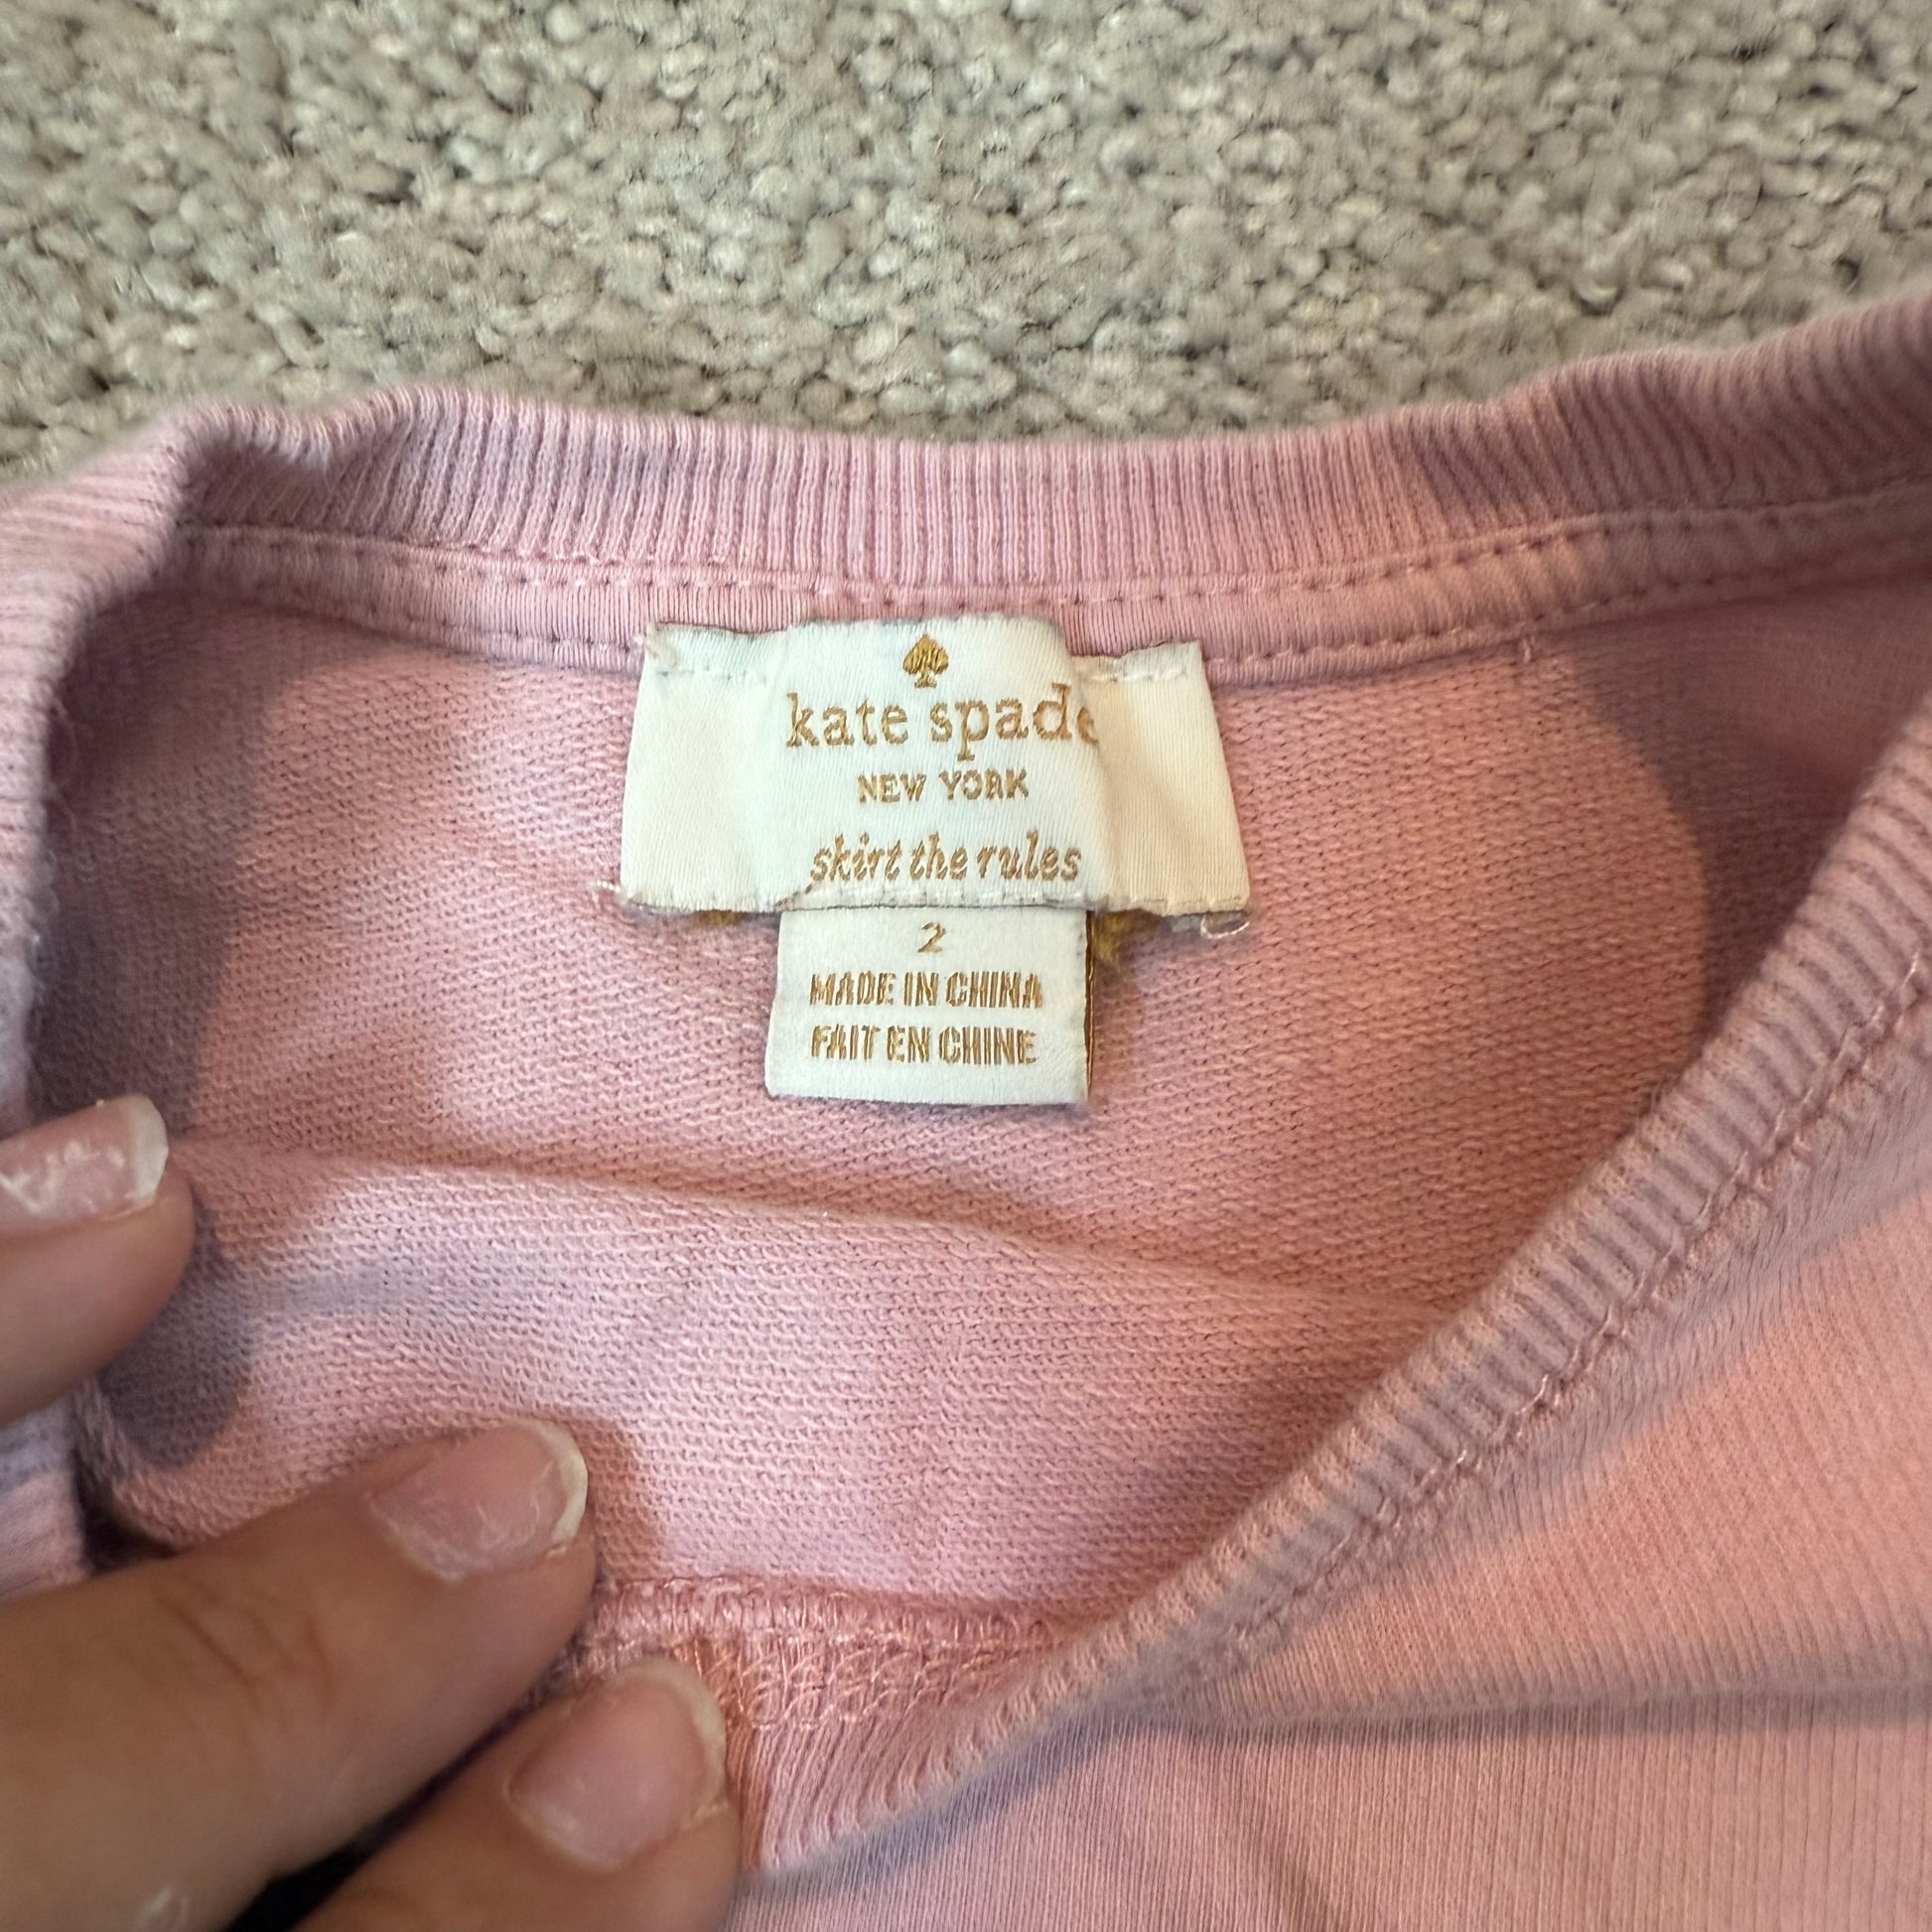 kate spade
NEW YORK
skirt the rules
2
MADE IN CHINA
FAIT EN CHINE